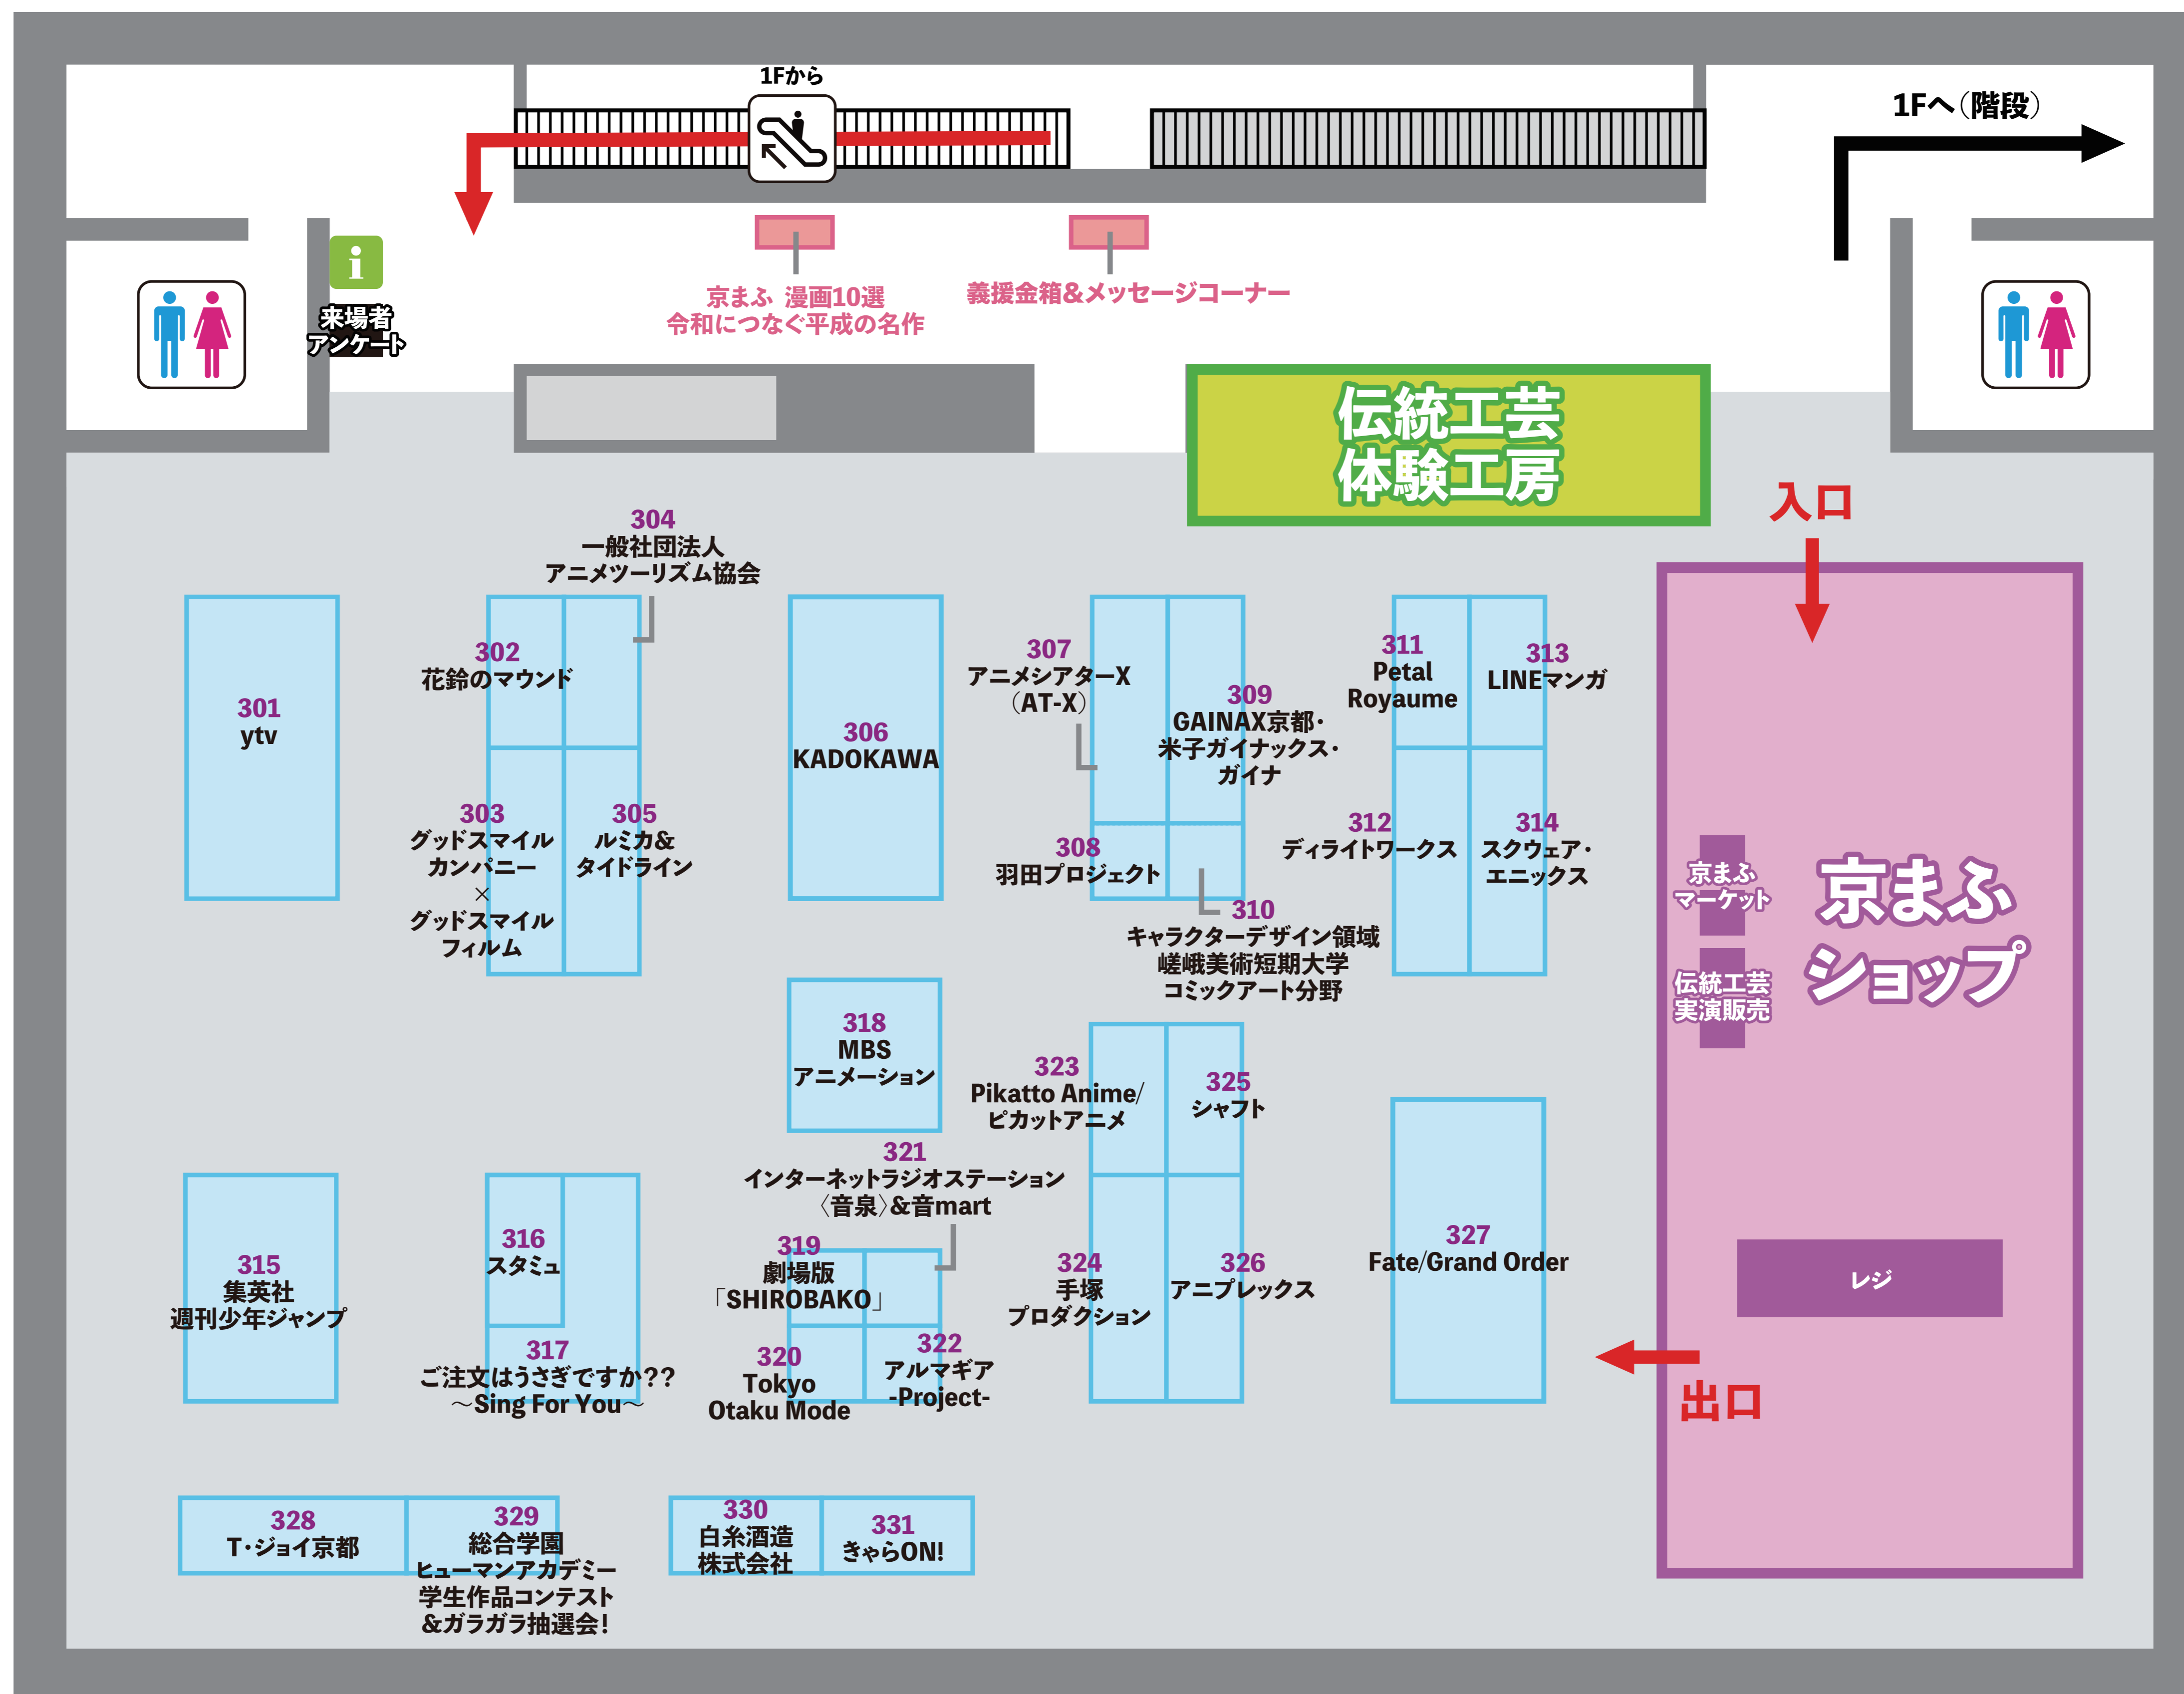 1Fから
1Fへ（階段）
i
来場者
アンケート
京まふ 漫画10選
令和につなぐ平成の名作
義援金箱&メッセージコーナー
伝統工芸
体験工房
入口
301
ytv
302
花鈴のマウンド
303
グッドスマイル
カンパニー
×
グッドスマイル
フィルム
304
一般社団法人
アニメツーリズム協会
305
ルミカ&
タイドライン
306
KADOKAWA
307
アニメシアターX
（AT-X）
308
羽田プロジェクト
309
GAINAX京都・
米子ガイナックス・
ガイナ
310
キャラクターデザイン領域
嵯峨美術短期大学
コミックアート分野
311
Petal
Royaume
312
ディライトワークス
313
LINEマンガ
314
スクウェア・
エニックス
京まふ
マーケット
伝統工芸
実演販売
京まふ
ショップ
レジ
出口
315
集英社
週刊少年ジャンプ
316
スタミュ
317
ご注文はうさぎですか??
〜Sing For You〜
318
MBS
アニメーション
319
劇場版
「SHIROBAKO」
320
Tokyo
Otaku Mode
321
インターネットラジオステーション
〈音泉〉&音mart
322
アルマギア
-Project-
323
Pikatto Anime/
ピカットアニメ
324
手塚
プロダクション
325
シャフト
326
アニプレックス
327
Fate/Grand Order
328
T・ジョイ京都
329
総合学園
ヒューマンアカデミー
学生作品コンテスト
&ガラガラ抽選会!
330
白糸酒造
株式会社
331
きゃらON!